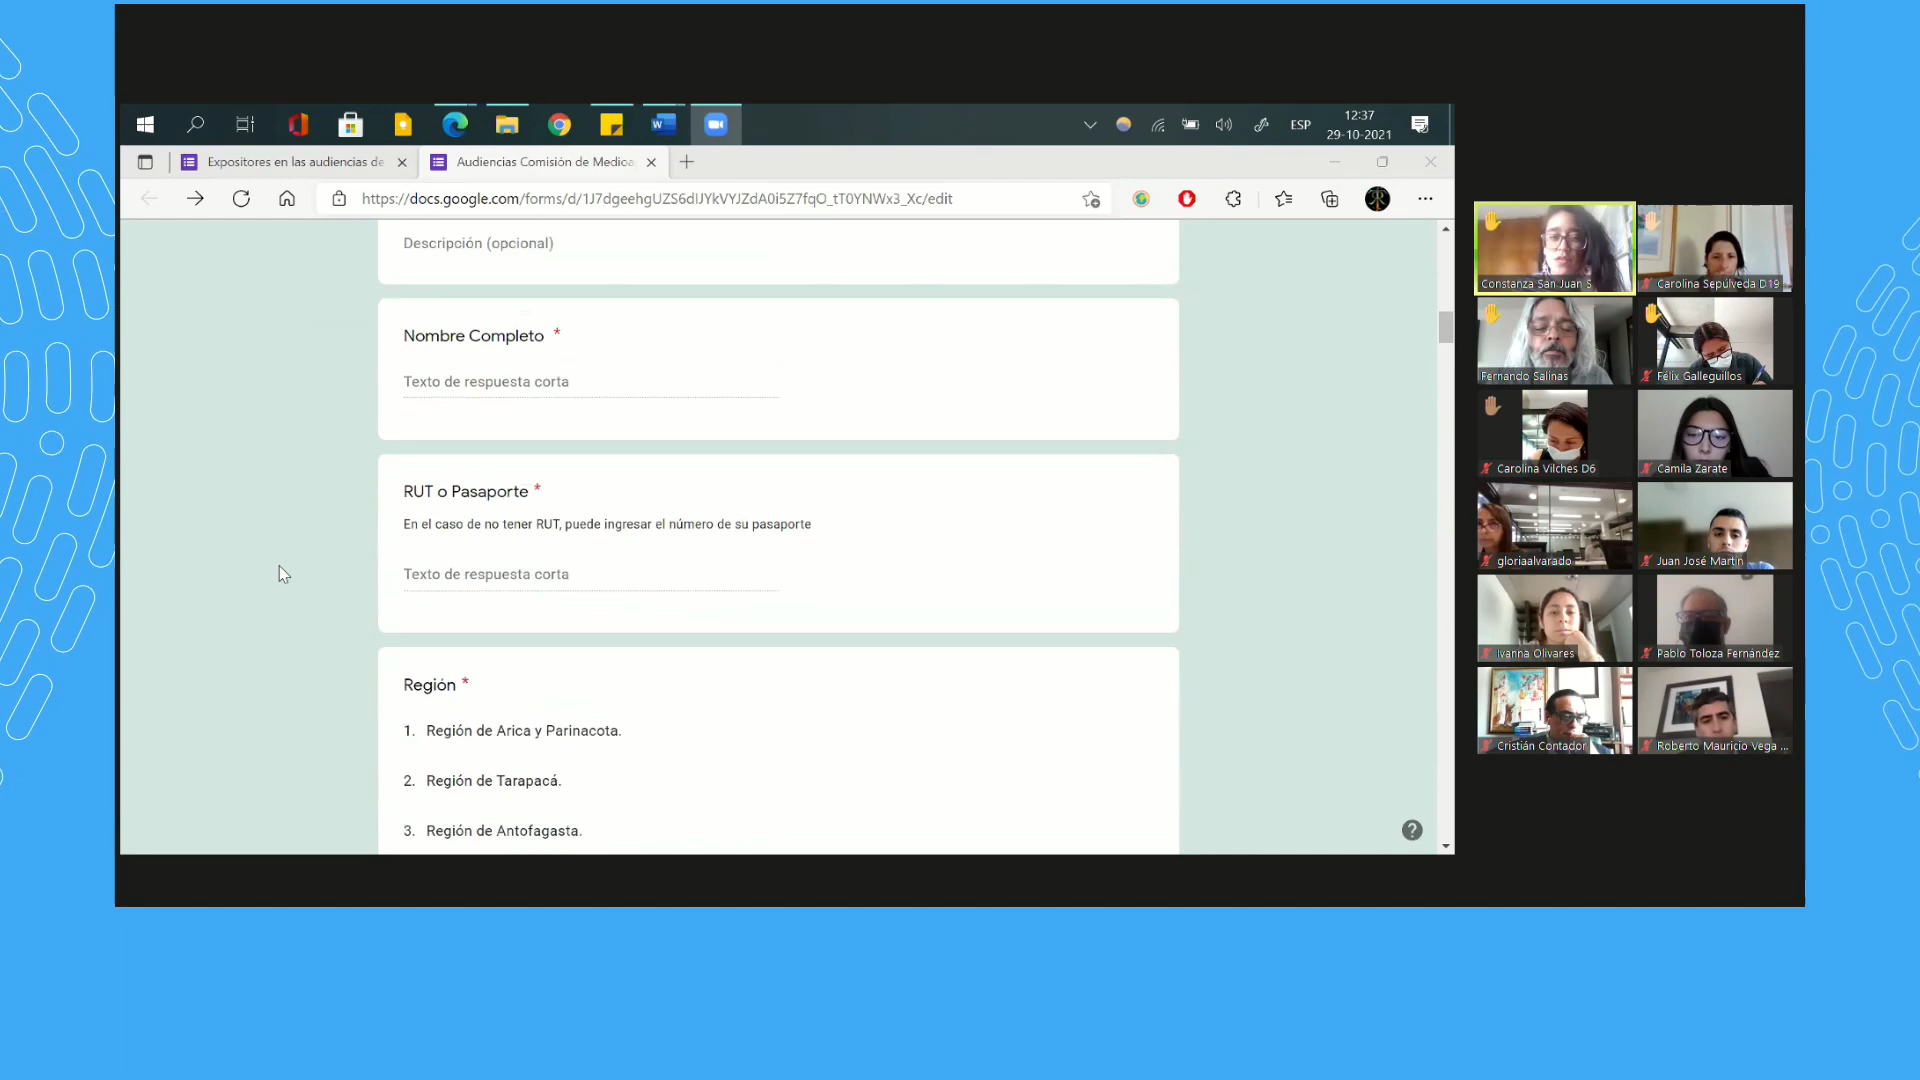 12:37
ESP
29-10-2021
Expositores en las audiencias de
Audiencias Comisión de Medioa
https://docs.google.com/forms/d/1J7dgeehgUZS6dIJYkVYJZdA0i5Z7fqO_tT0YNWx3_Xc/edit
Descripción (opcional)
Nombre Completo *
Texto de respuesta corta
RUT o Pasaporte *
En el caso de no tener RUT, puede ingresar el número de su pasaporte
Texto de respuesta corta
Región *
1. Región de Arica y Parinacota.
2. Región de Tarapacá.
3. Región de Antofagasta.
Constanza San Juan S
Carolina Sepúlveda D19
Fernando Salinas
Félix Galleguillos
Carolina Vilches D6
Camila Zarate
gloriaalvarado
Juan José Martin
Ivanna Olivares
Pablo Toloza Fernández
Cristián Contador
Roberto Mauricio Vega ...